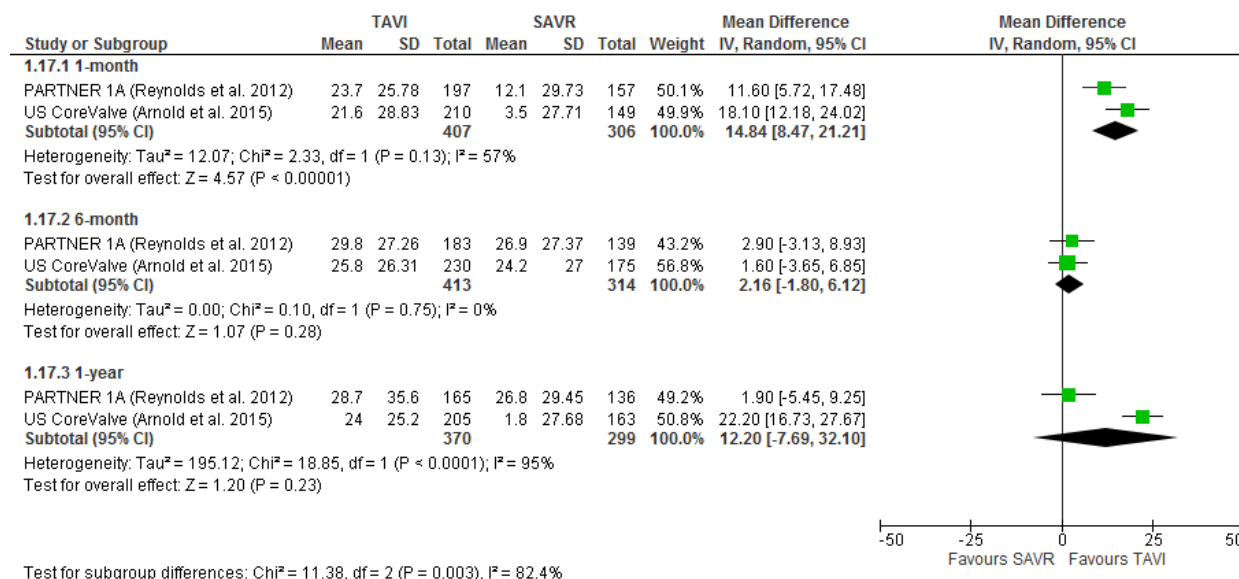 TAVI SAVR Mean Difference Mean Difference
Study or Subgroup Mean SD Total Mean SD Total Weight IV, Random, 95% CI IV, Random, 95% CI
1.17.1 1-month
PARTNER 1A (Reynolds et al. 2012) 23.7 25.78 197 12.1 29.73 157 50.1% 11.60 [5.72, 17.48]
US CoreValve (Arnold et al. 2015) 21.6 28.83 210 3.5 27.71 149 49.9% 18.10 [12.18, 24.02]
Subtotal (95% CI) 407 306 100.0% 14.84 [8.47, 21.21]
Heterogeneity: Tau² = 12.07; Chi² = 2.33, df = 1 (P = 0.13); I² = 57%
Test for overall effect: Z = 4.57 (P < 0.00001)
1.17.2 6-month
PARTNER 1A (Reynolds et al. 2012) 29.8 27.26 183 26.9 27.37 139 43.2% 2.90 [-3.13, 8.93]
US CoreValve (Arnold et al. 2015) 25.8 26.31 230 24.2 27 175 56.8% 1.60 [-3.65, 6.85]
Subtotal (95% CI) 413 314 100.0% 2.16 [-1.80, 6.12]
Heterogeneity: Tau² = 0.00; Chi² = 0.10, df = 1 (P = 0.75); I² = 0%
Test for overall effect: Z = 1.07 (P = 0.28)
1.17.3 1-year
PARTNER 1A (Reynolds et al. 2012) 28.7 35.6 165 26.8 29.45 136 49.2% 1.90 [-5.45, 9.25]
US CoreValve (Arnold et al. 2015) 24 25.2 205 1.8 27.68 163 50.8% 22.20 [16.73, 27.67]
Subtotal (95% CI) 370 299 100.0% 12.20 [-7.69, 32.10]
Heterogeneity: Tau² = 195.12; Chi² = 18.85, df = 1 (P < 0.0001); I² = 95%
Test for overall effect: Z = 1.20 (P = 0.23)
-50 -25 0 25 50
Favours SAVR Favours TAVI
Test for subgroup differences: Chi² = 11.38, df = 2 (P = 0.003), I² = 82.4%